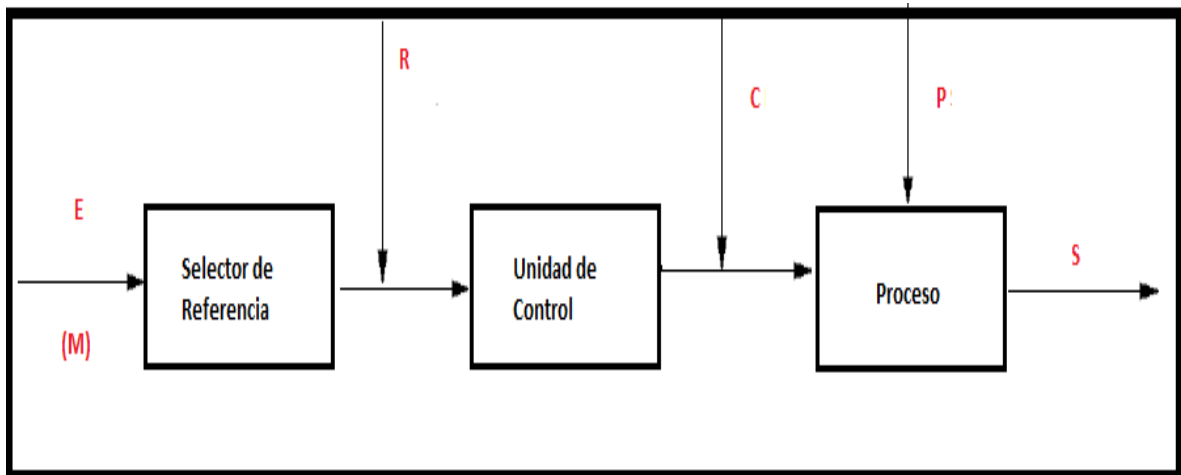 R
C
P
E
(M)
Selector de
Referencia
Unidad de
Control
Proceso
S